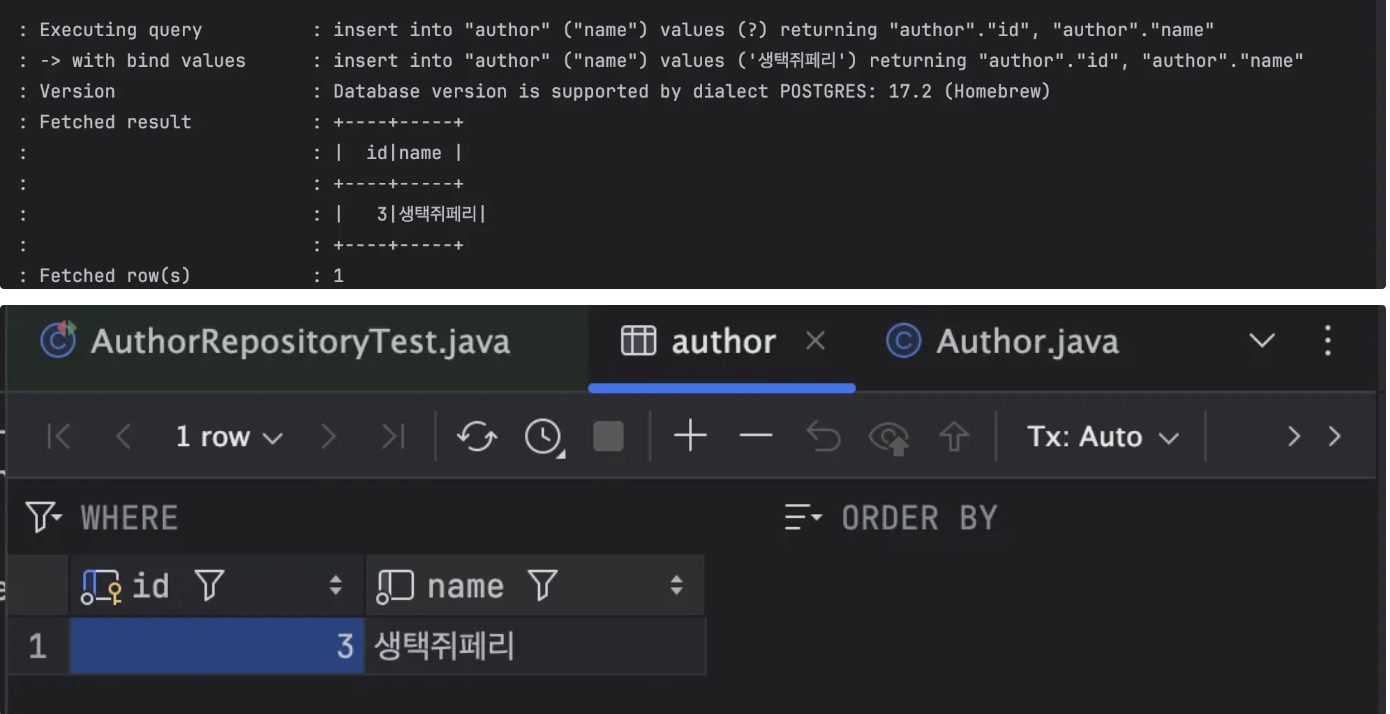 : Executing query          : insert into "author" ("name") values (?) returning "author"."id", "author"."name"
: -> with bind values      : insert into "author" ("name") values ('생택쥐페리') returning "author"."id", "author"."name"
: Version                  : Database version is supported by dialect POSTGRES: 17.2 (Homebrew)
: Fetched result           : +----+-----+
:                          : |  id|name |
:                          : +----+-----+
:                          : |   3|생택쥐페리|
:                          : +----+-----+
: Fetched row(s)           : 1
AuthorRepositoryTest.java author Author.java
1 row Tx: Auto
WHERE ORDER BY
id name
1 3 생택쥐페리